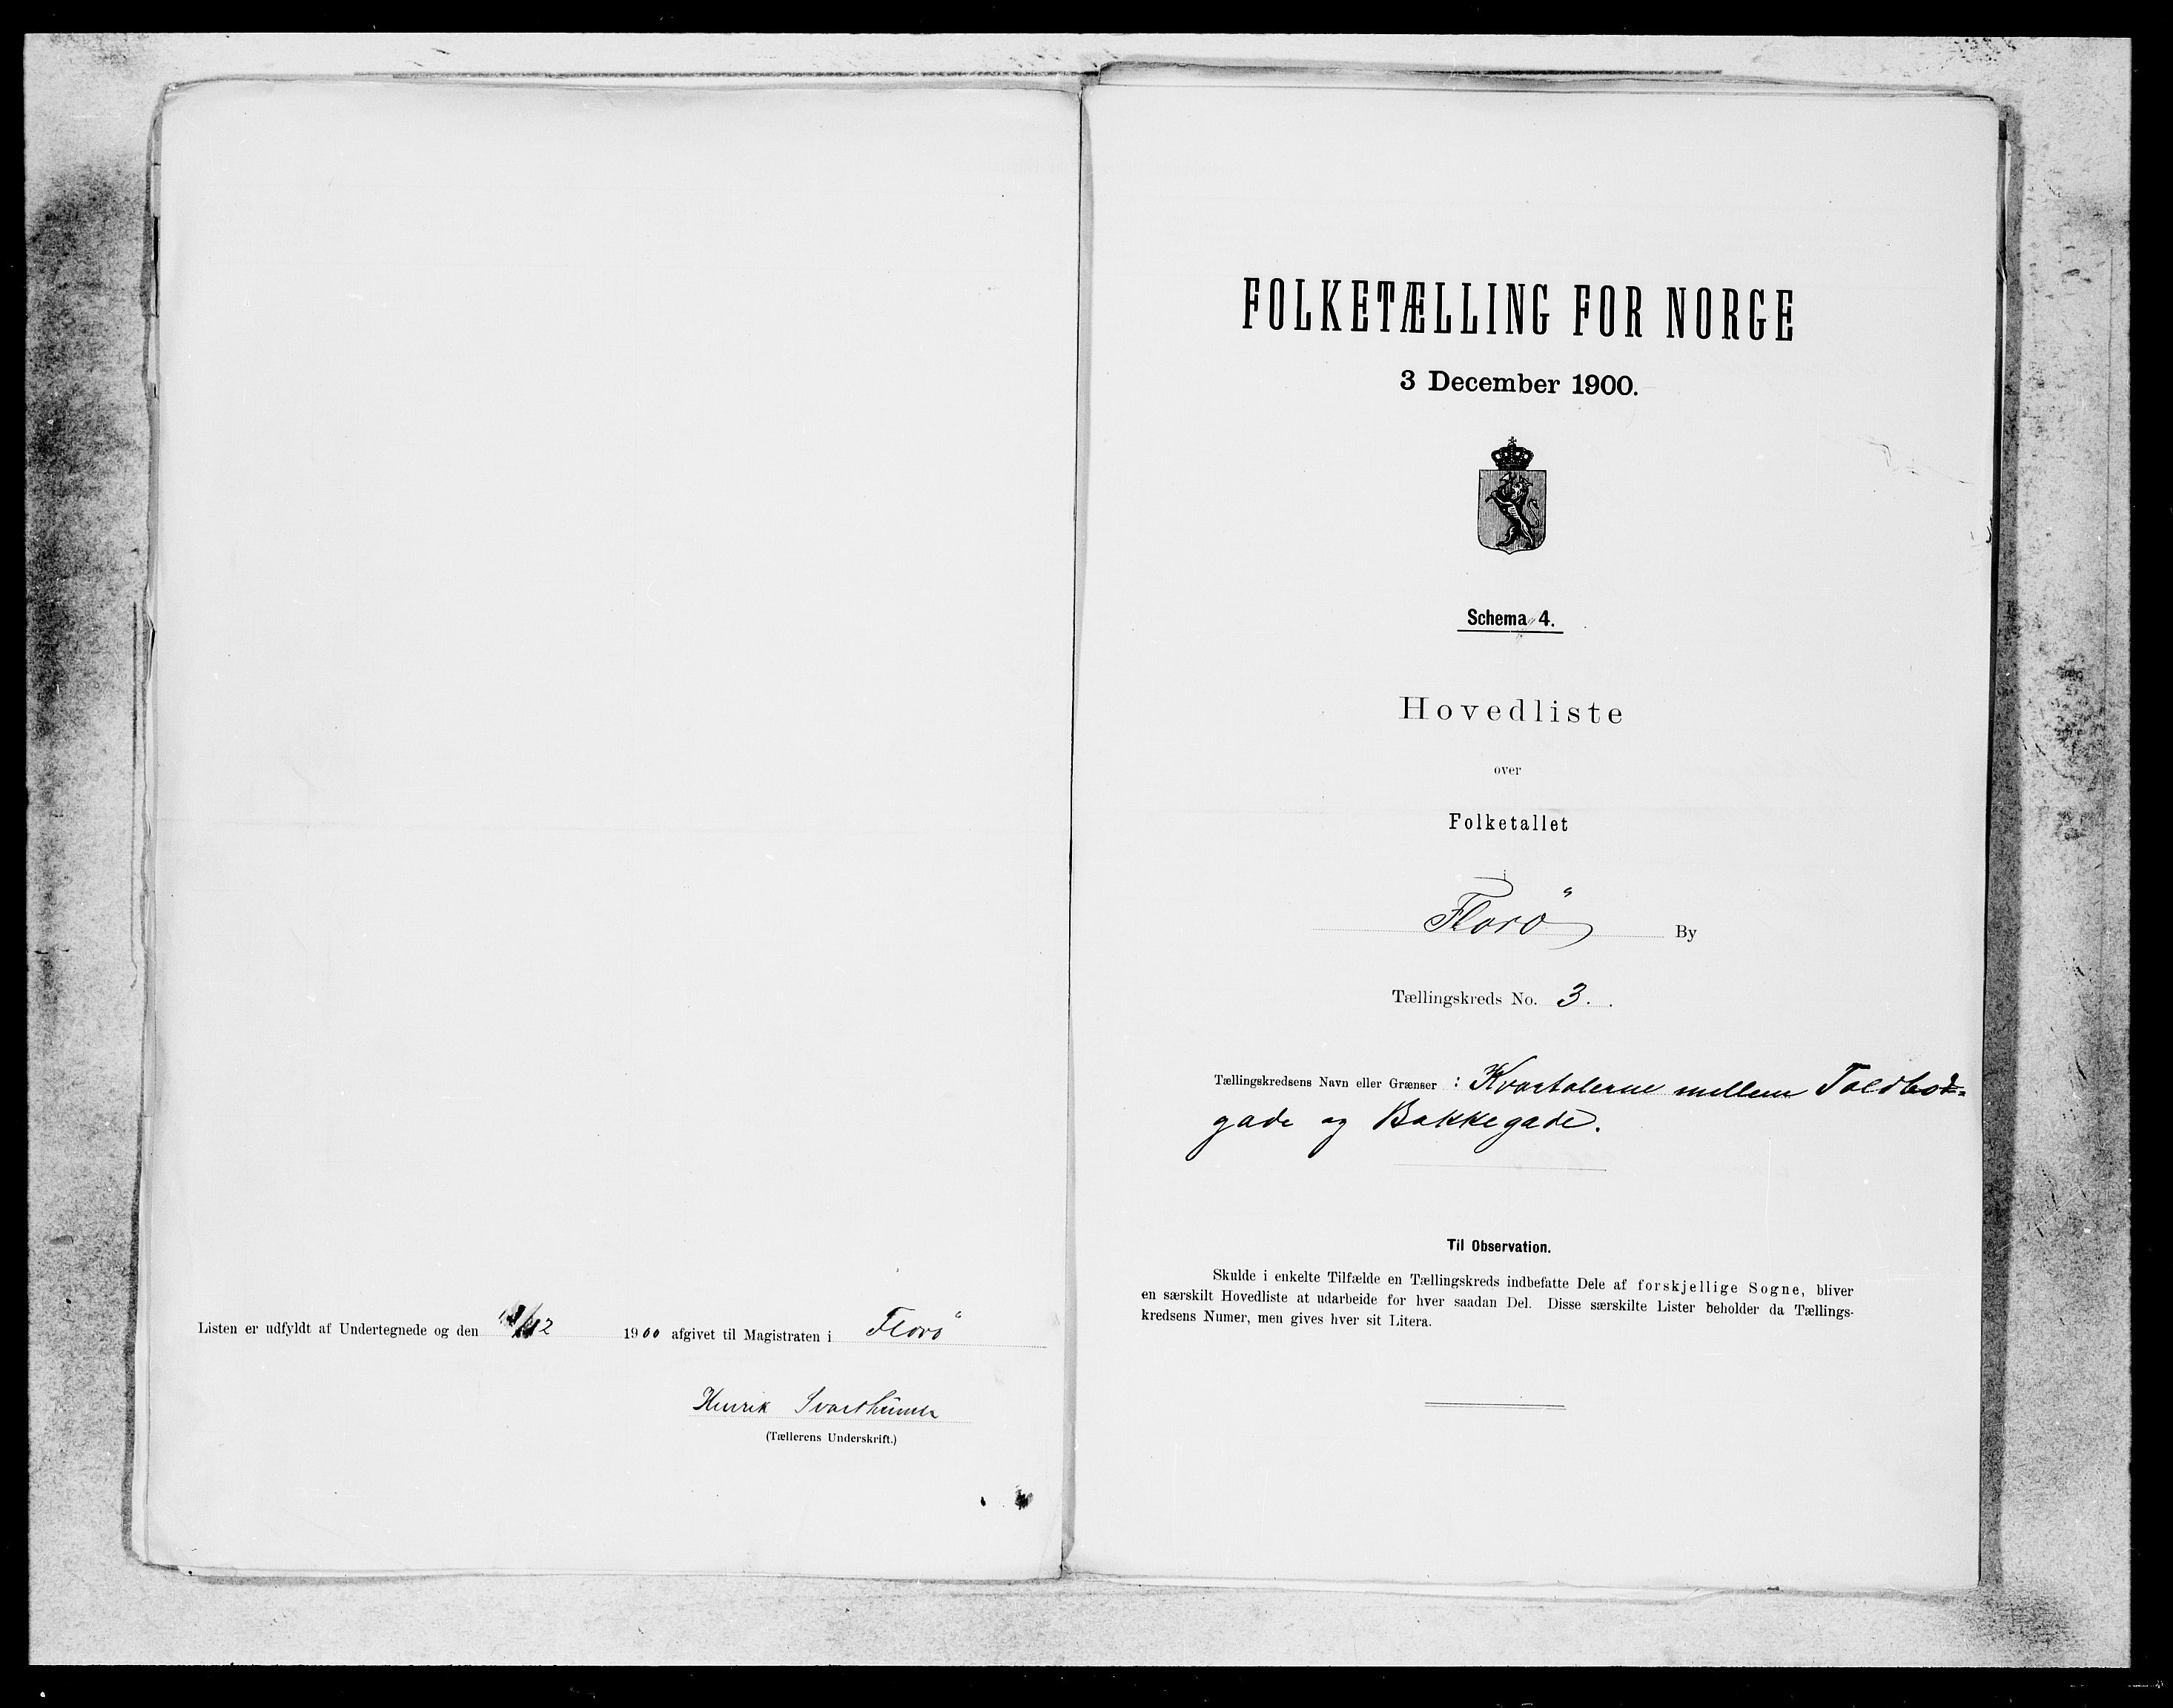 Listen er udfyldt af Undertegnede og den /12 1900 afgivet til Magistraten i Florö
Henrik Svarthumle
(Tællerens Underskrift.)
FOLKETÆLLING FOR NORGE
3 December 1900.
Schema 4.
Hovedliste
over
Folketallet
Florö By
Tællingskreds No. 3.
Tællingskredsens Navn eller Grænser : Kvartalerne mellem Toldbod-
gade og Bakkegade.
Til Observation.
Skulde i enkelte Tilfælde en Tællingskreds indbefatte Dele af forskjellige Sogne, bliver
en særskilt Hovedliste at udarbeide for hver saadan Del. Disse særskilte Lister beholder da Tællings-
kredsens Numer, men gives hver sit Litera.